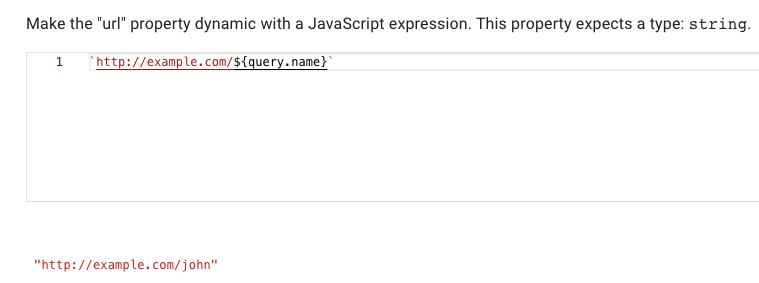 Make the "url" property dynamic with a JavaScript expression. This property expects a type: string.
1 `http://example.com/${query.name}`
"http://example.com/john"